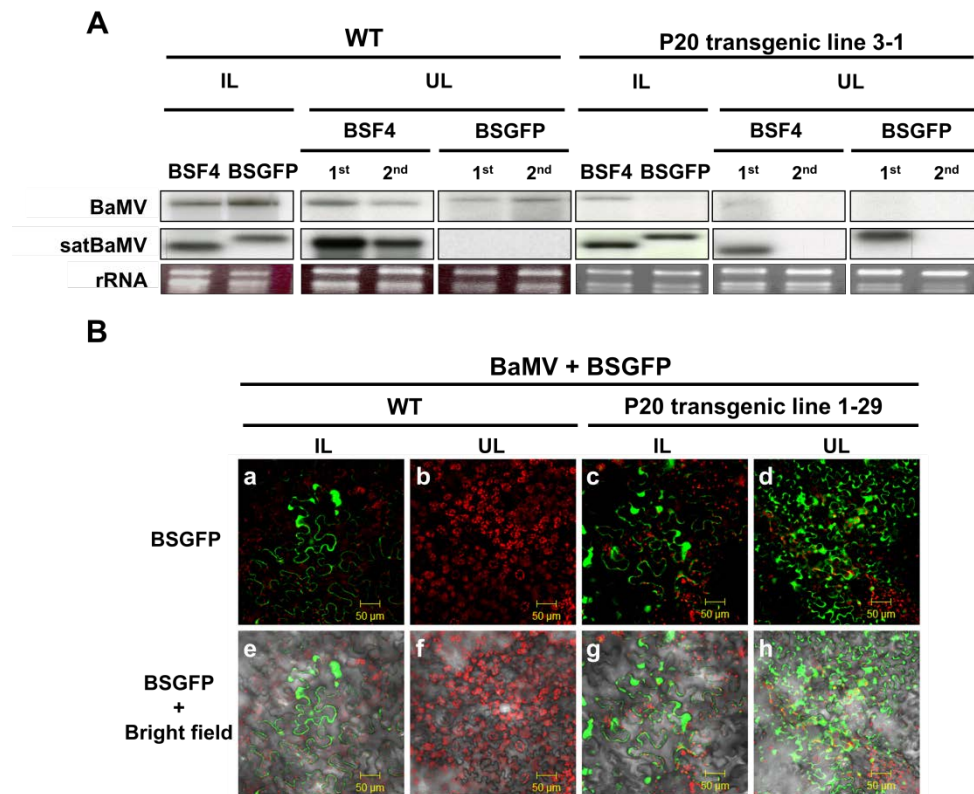 A
WT P20 transgenic line 3-1
IL UL IL UL
BSF4 BSGFP BSF4 BSGFP
BSF4 BSGFP 1st 2nd 1st 2nd BSF4 BSGFP 1st 2nd 1st 2nd
BaMV
satBaMV
rRNA
B
BaMV + BSGFP
WT P20 transgenic line 1-29
IL UL IL UL
a b c d
BSGFP
50 µm 50 µm 50 µm 50 µm
e f g h
BSGFP
+
Bright field
50 µm 50 µm 50 µm 50 µm